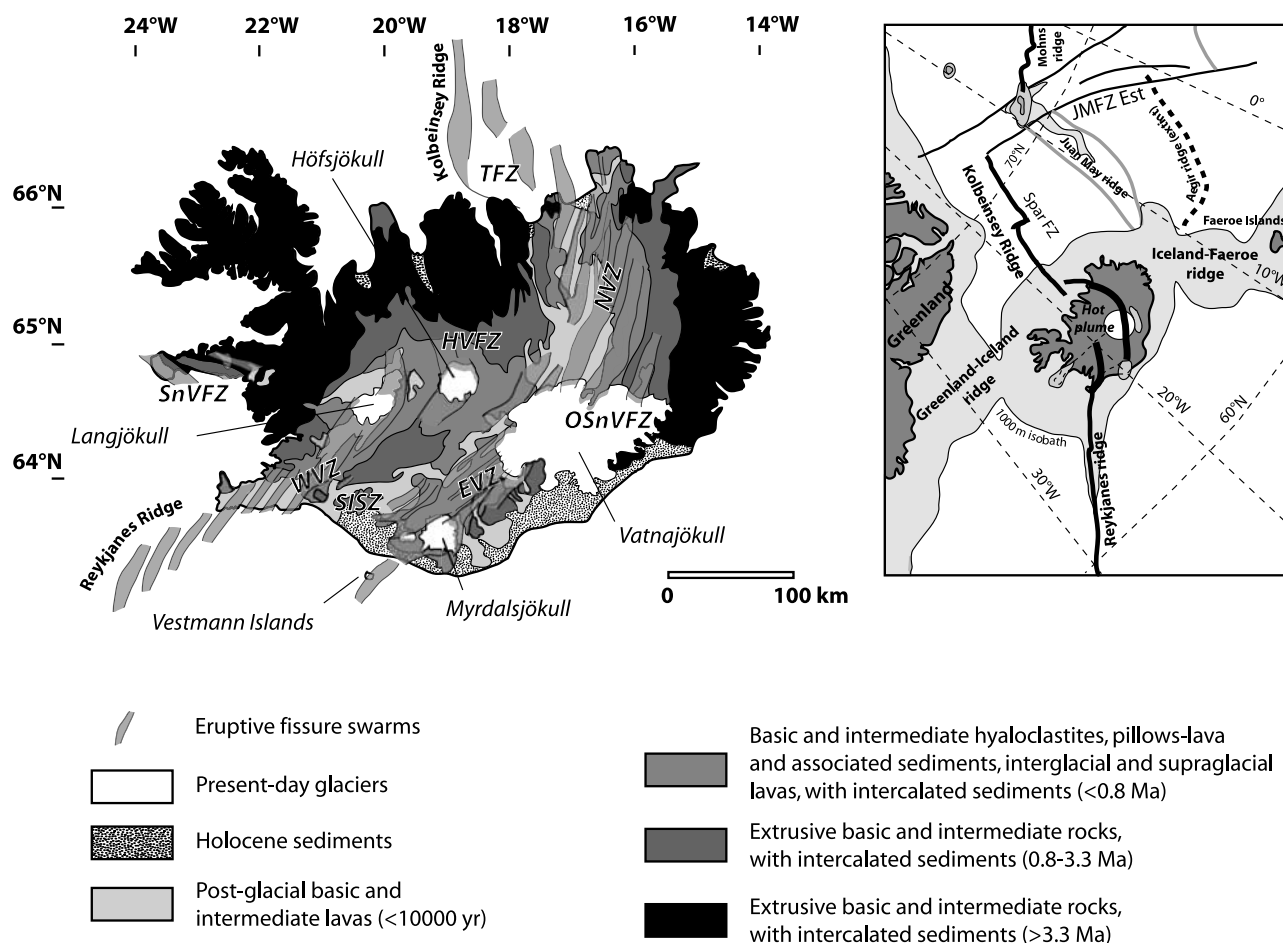 24°W 22°W 20°W 18°W 16°W 14°W
66°N
65°N
64°N
Kolbeinsey Ridge
TFZ
Höfsjökull
NVZ
HVFZ
SnVFZ
OSnVFZ
Langjökull
WVZ
SISZ
EVZ
Reykjanes Ridge
Vatnajökull
Vestmann Islands
Myrdalsjökull
0 100 km
Mohns
ridge
JMFZ Est
0°
70°N
Juan May ridge
Aegir ridge (extint)
Kolbeinsey Ridge
Spar FZ
Faeroe Islands
Iceland-Faeroe
ridge
10°W
Greenland
Hot
plume
Greenland-Iceland
ridge
1000 m isobath
20°W
60°N
30°W
Reykjanes ridge
Eruptive fissure swarms
Present-day glaciers
Holocene sediments
Post-glacial basic and
intermediate lavas (<10000 yr)
Basic and intermediate hyaloclastites, pillows-lava
and associated sediments, interglacial and supraglacial
lavas, with intercalated sediments (<0.8 Ma)
Extrusive basic and intermediate rocks,
with intercalated sediments (0.8-3.3 Ma)
Extrusive basic and intermediate rocks,
with intercalated sediments (>3.3 Ma)